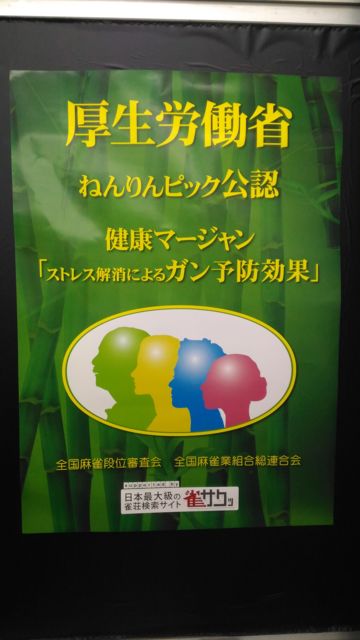 厚生労働省
ねんりんピック公認
健康マージャン
「ストレス解消によるガン予防効果」
全国麻雀段位審査会　全国麻雀業組合総連合会
supported by
日本最大級の
雀荘検索サイト
雀サクッ